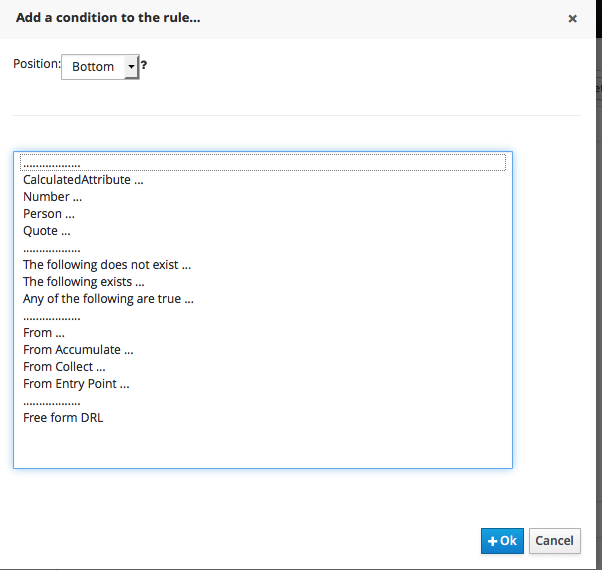 Add a condition to the rule...
×
Position: Bottom ?
..................
CalculatedAttribute ...
Number ...
Person ...
Quote ...
..................
The following does not exist ...
The following exists ...
Any of the following are true ...
..................
From ...
From Accumulate ...
From Collect ...
From Entry Point ...
..................
Free form DRL
+ Ok Cancel